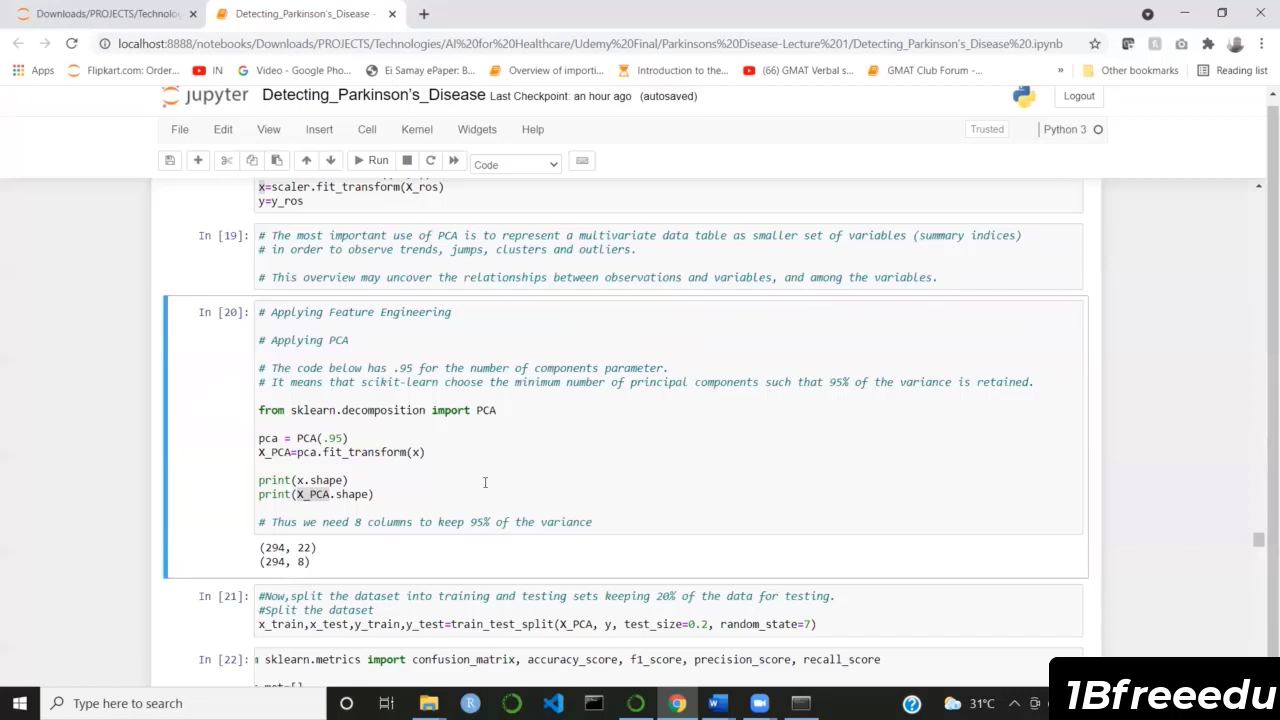 Downloads/PROJECTS/Technolo
Detecting_Parkinson's_Disease -
localhost:8888/notebooks/Downloads/PROJECTS/Technologies/AI%20for%20Healthcare/Udemy%20Final/Parkinsons%20Disease-Lecture%201/Detecting_Parkinson's_Disease%20.ipynb
Apps
Flipkart.com: Order...
IN
Video - Google Pho...
Ei Samay ePaper: B...
Overview of importi...
Introduction to the...
(66) GMAT Verbal s...
GMAT Club Forum -...
»
Other bookmarks
Reading list
jupyter
Detecting_Parkinson's_Disease Last Checkpoint: an hour ago (autosaved)
Logout
File Edit View Insert Cell Kernel Widgets Help
Trusted
Python 3
Run
Code
x=scaler.fit_transform(X_ros)
y=y_ros
In [19]:
# The most important use of PCA is to represent a multivariate data table as smaller set of variables (summary indices)
# in order to observe trends, jumps, clusters and outliers.
# This overview may uncover the relationships between observations and variables, and among the variables.
In [20]:
# Applying Feature Engineering
# Applying PCA
# The code below has .95 for the number of components parameter.
# It means that scikit-learn choose the minimum number of principal components such that 95% of the variance is retained.
from sklearn.decomposition import PCA
pca = PCA(.95)
X_PCA=pca.fit_transform(x)
print(x.shape)
print(X_PCA.shape)
# Thus we need 8 columns to keep 95% of the variance
(294, 22)
(294, 8)
In [21]:
#Now,split the dataset into training and testing sets keeping 20% of the data for testing.
#Split the dataset
x_train,x_test,y_train,y_test=train_test_split(X_PCA, y, test_size=0.2, random_state=7)
In [22]:
m sklearn.metrics import confusion_matrix, accuracy_score, f1_score, precision_score, recall_score
Type here to search
31°C
1Bfreeedu